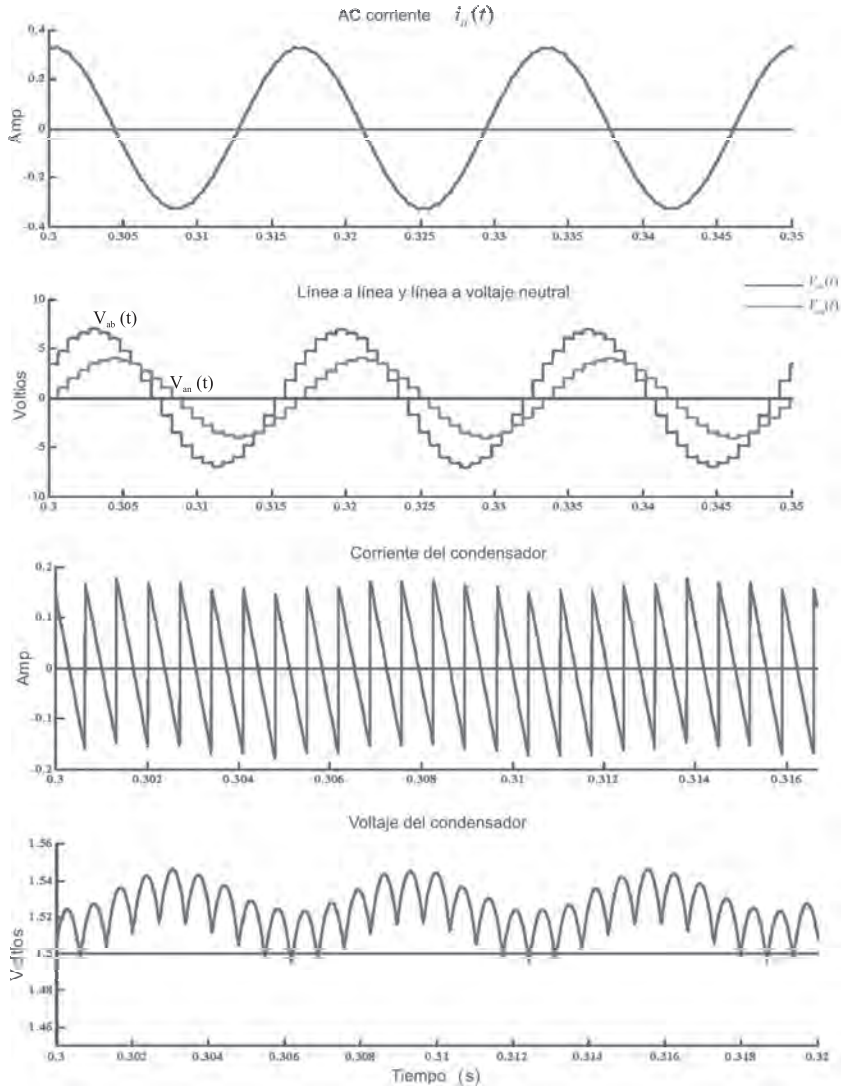 AC corriente
0.4
0.2
0
-0.2
-0.4
Amp
0.3 0.305 0.31 0.315 0.32 0.325 0.33 0.335 0.34 0.345 0.35
Línea a línea y línea a voltaje neutral
10
5
0
-5
-10
Voltios
V_ab (t)
V_an (t)
0.3 0.305 0.31 0.315 0.32 0.325 0.33 0.335 0.34 0.345 0.35
Corriente del condensador
0.2
0.1
0
-0.1
-0.2
Amp
0.3 0.302 0.304 0.306 0.308 0.31 0.312 0.314 0.316
Voltaje del condensador
1.56
1.54
1.52
1.5
1.48
1.46
0.3 0.302 0.304 0.306 0.308 0.31 0.312 0.314 0.316 0.318 0.32
Tiempo (s)